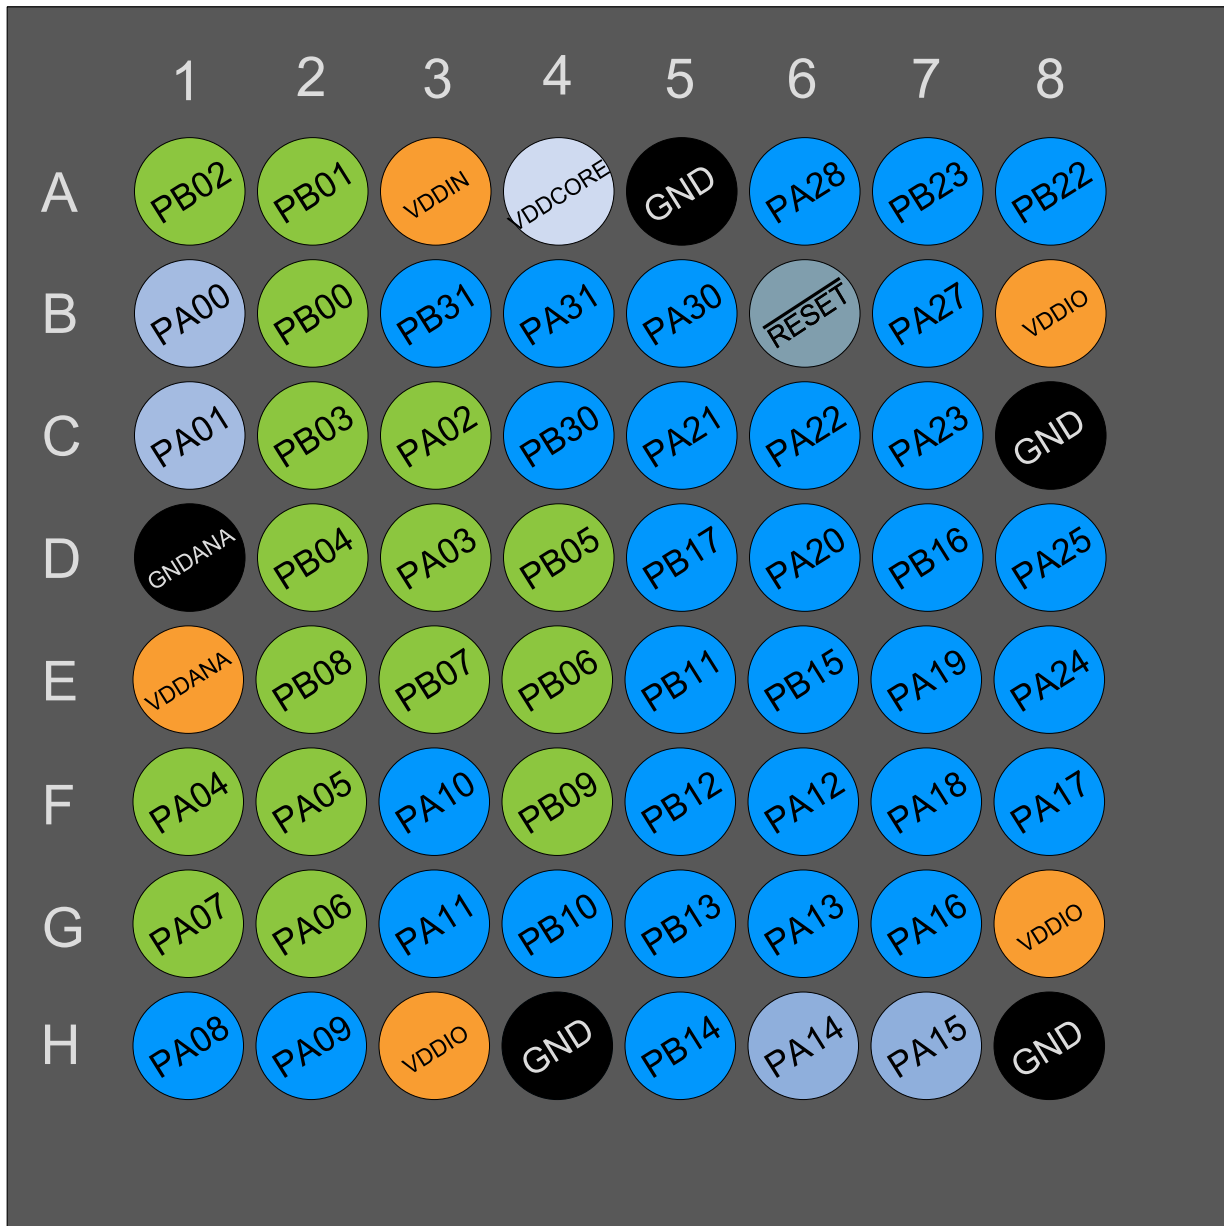 1 2 3 4 5 6 7 8
A PB02 PB01 VDDIN VDDCORE GND PA28 PB23 PB22
B PA00 PB00 PB31 PA31 PA30 RESET PA27 VDDIO
C PA01 PB03 PA02 PB30 PA21 PA22 PA23 GND
D GNDANA PB04 PA03 PB05 PB17 PA20 PB16 PA25
E VDDANA PB08 PB07 PB06 PB11 PB15 PA19 PA24
F PA04 PA05 PA10 PB09 PB12 PA12 PA18 PA17
G PA07 PA06 PA11 PB10 PB13 PA13 PA16 VDDIO
H PA08 PA09 VDDIO GND PB14 PA14 PA15 GND